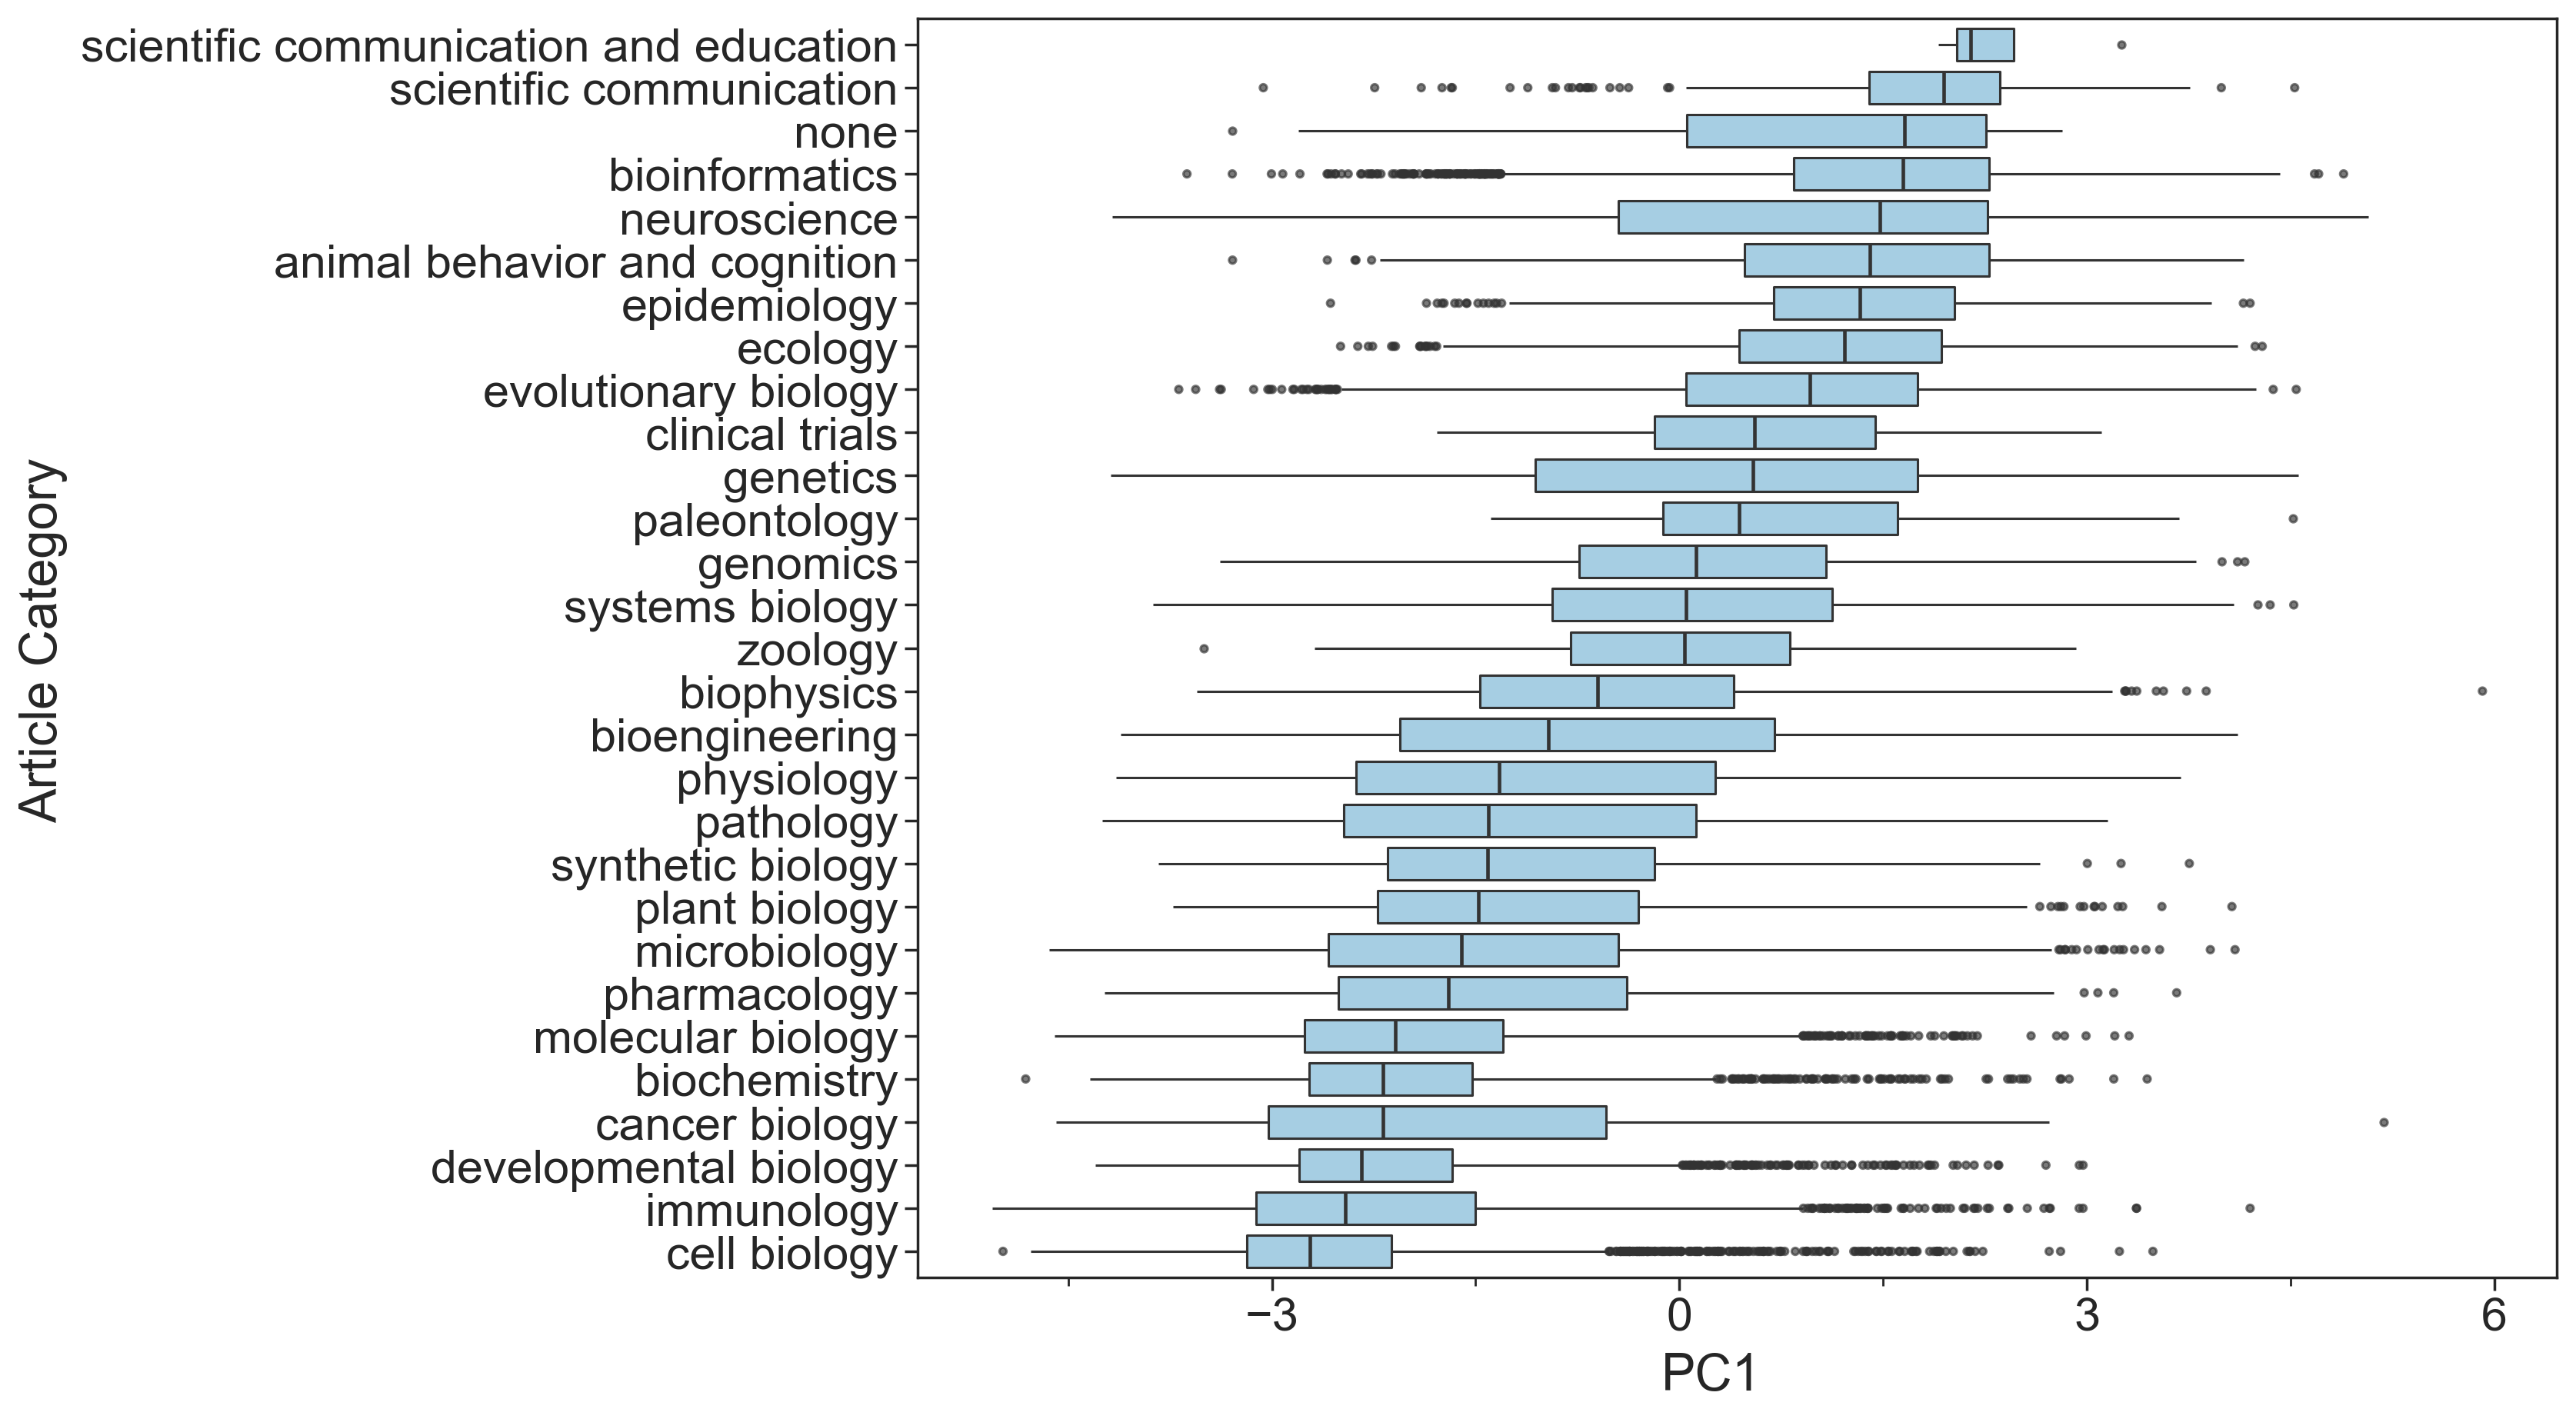 Article Category
scientific communication and education
scientific communication
none
bioinformatics
neuroscience
animal behavior and cognition
epidemiology
ecology
evolutionary biology
clinical trials
genetics
paleontology
genomics
systems biology
zoology
biophysics
bioengineering
physiology
pathology
synthetic biology
plant biology
microbiology
pharmacology
molecular biology
biochemistry
cancer biology
developmental biology
immunology
cell biology
−3 0 3 6
PC1